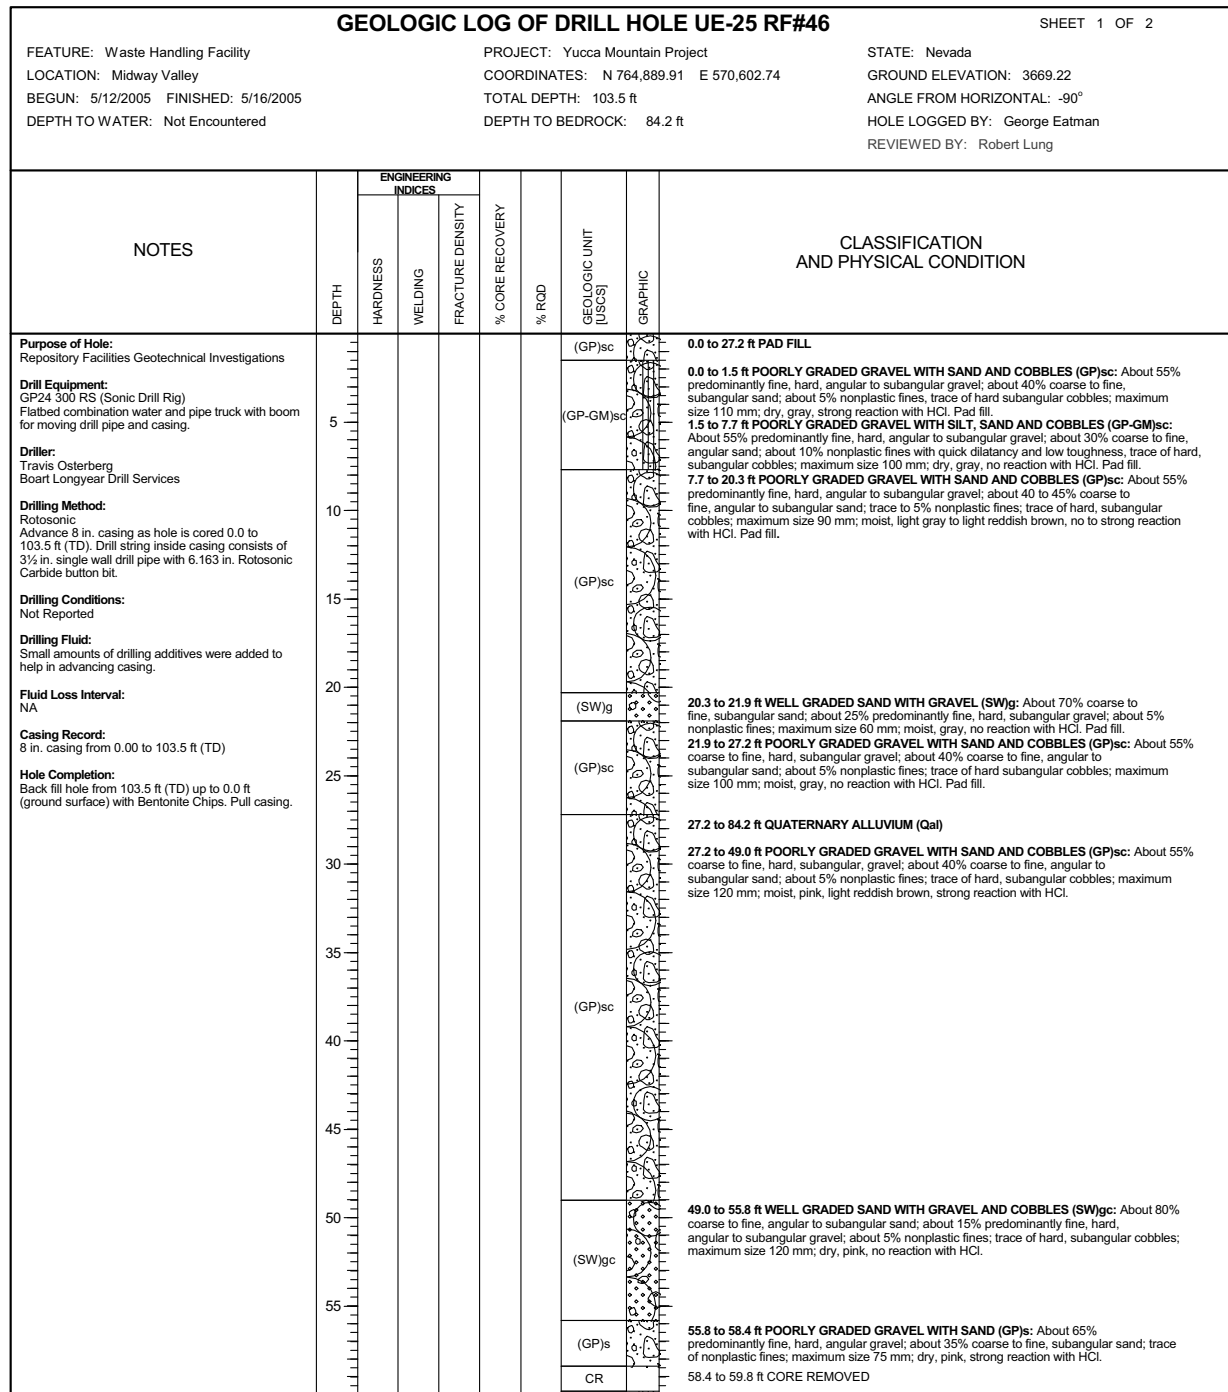 GEOLOGIC LOG OF DRILL HOLE UE-25 RF#46
SHEET 1 OF 2
FEATURE: Waste Handling Facility
PROJECT: Yucca Mountain Project
STATE: Nevada
LOCATION: Midway Valley
COORDINATES: N 764,889.91 E 570,602.74
GROUND ELEVATION: 3669.22
BEGUN: 5/12/2005 FINISHED: 5/16/2005
TOTAL DEPTH: 103.5 ft
ANGLE FROM HORIZONTAL: -90°
DEPTH TO WATER: Not Encountered
DEPTH TO BEDROCK: 84.2 ft
HOLE LOGGED BY: George Eatman
REVIEWED BY: Robert Lung
NOTES
DEPTH
ENGINEERING
INDICES
HARDNESS
WELDING
FRACTURE DENSITY
% CORE RECOVERY
% RQD
GEOLOGIC UNIT
[USCS]
GRAPHIC
CLASSIFICATION
AND PHYSICAL CONDITION
Purpose of Hole:
Repository Facilities Geotechnical Investigations
Drill Equipment:
GP24 300 RS (Sonic Drill Rig)
Flatbed combination water and pipe truck with boom
for moving drill pipe and casing.
Driller:
Travis Osterberg
Boart Longyear Drill Services
Drilling Method:
Rotosonic
Advance 8 in. casing as hole is cored 0.0 to
103.5 ft (TD). Drill string inside casing consists of
3½ in. single wall drill pipe with 6.163 in. Rotosonic
Carbide button bit.
Drilling Conditions:
Not Reported
Drilling Fluid:
Small amounts of drilling additives were added to
help in advancing casing.
Fluid Loss Interval:
NA
Casing Record:
8 in. casing from 0.00 to 103.5 ft (TD)
Hole Completion:
Back fill hole from 103.5 ft (TD) up to 0.0 ft
(ground surface) with Bentonite Chips. Pull casing.
5
10
15
20
25
30
35
40
45
50
55
(GP)sc
(GP-GM)sc
(GP)sc
(SW)g
(GP)sc
(GP)sc
(SW)gc
(GP)s
CR
0.0 to 27.2 ft PAD FILL
0.0 to 1.5 ft POORLY GRADED GRAVEL WITH SAND AND COBBLES (GP)sc: About 55%
predominantly fine, hard, angular to subangular gravel; about 40% coarse to fine,
subangular sand; about 5% nonplastic fines, trace of hard subangular cobbles; maximum
size 110 mm; dry, gray, strong reaction with HCl. Pad fill.
1.5 to 7.7 ft POORLY GRADED GRAVEL WITH SILT, SAND AND COBBLES (GP-GM)sc:
About 55% predominantly fine, hard, angular to subangular gravel; about 30% coarse to fine,
angular sand; about 10% nonplastic fines with quick dilatancy and low toughness, trace of hard,
subangular cobbles; maximum size 100 mm; dry, gray, no reaction with HCl. Pad fill.
7.7 to 20.3 ft POORLY GRADED GRAVEL WITH SAND AND COBBLES (GP)sc: About 55%
predominantly fine, hard, angular to subangular gravel; about 40 to 45% coarse to
fine, angular to subangular sand; trace to 5% nonplastic fines; trace of hard, subangular
cobbles; maximum size 90 mm; moist, light gray to light reddish brown, no to strong reaction
with HCl. Pad fill.
20.3 to 21.9 ft WELL GRADED SAND WITH GRAVEL (SW)g: About 70% coarse to
fine, subangular sand; about 25% predominantly fine, hard, subangular gravel; about 5%
nonplastic fines; maximum size 60 mm; moist, gray, no reaction with HCl. Pad fill.
21.9 to 27.2 ft POORLY GRADED GRAVEL WITH SAND AND COBBLES (GP)sc: About 55%
coarse to fine, hard, subangular gravel; about 40% coarse to fine, angular to
subangular sand; about 5% nonplastic fines; trace of hard subangular cobbles; maximum
size 100 mm; moist, gray, no reaction with HCl. Pad fill.
27.2 to 84.2 ft QUATERNARY ALLUVIUM (Qal)
27.2 to 49.0 ft POORLY GRADED GRAVEL WITH SAND AND COBBLES (GP)sc: About 55%
coarse to fine, hard, subangular, gravel; about 40% coarse to fine, angular to
subangular sand; about 5% nonplastic fines; trace of hard, subangular cobbles; maximum
size 120 mm; moist, pink, light reddish brown, strong reaction with HCl.
49.0 to 55.8 ft WELL GRADED SAND WITH GRAVEL AND COBBLES (SW)gc: About 80%
coarse to fine, angular to subangular sand; about 15% predominantly fine, hard,
angular to subangular gravel; about 5% nonplastic fines; trace of hard, subangular cobbles;
maximum size 120 mm; dry, pink, no reaction with HCl.
55.8 to 58.4 ft POORLY GRADED GRAVEL WITH SAND (GP)s: About 65%
predominantly fine, hard, angular gravel; about 35% coarse to fine, subangular sand; trace
of nonplastic fines; maximum size 75 mm; dry, pink, strong reaction with HCl.
58.4 to 59.8 ft CORE REMOVED